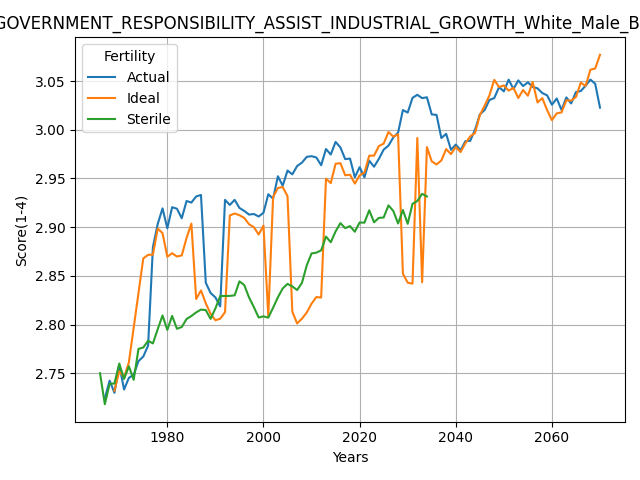 GOVERNMENT_RESPONSIBILITY_ASSIST_INDUSTRIAL_GROWTH_White_Male_B
Fertility
Actual
Ideal
Sterile
3.05
3.00
2.95
2.90
2.85
2.80
2.75
Score(1-4)
1980 2000 2020 2040 2060
Years